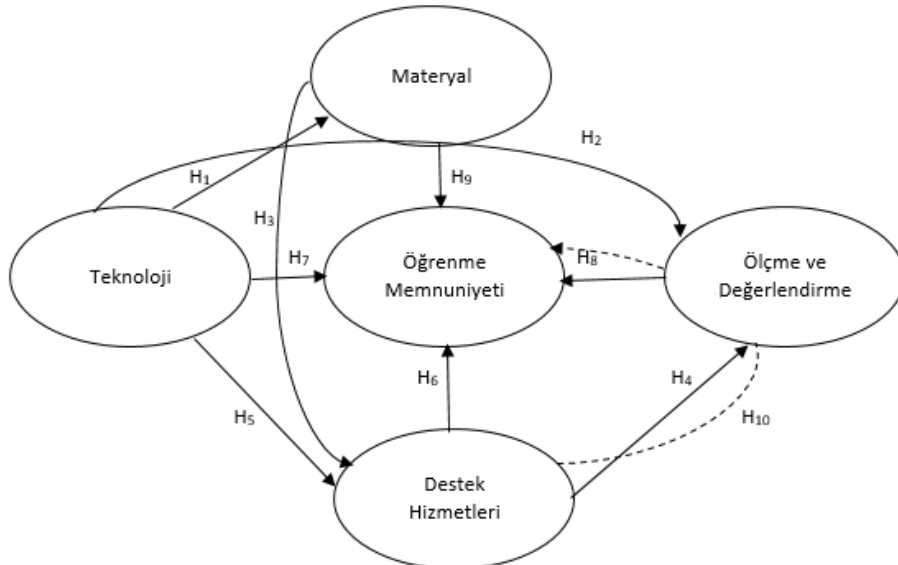 Materyal
H2
H1
H9
H3
Teknoloji
H7
Öğrenme
Memnuniyeti
H8
Ölçme ve
Değerlendirme
H6
H4
H5
H10
Destek
Hizmetleri